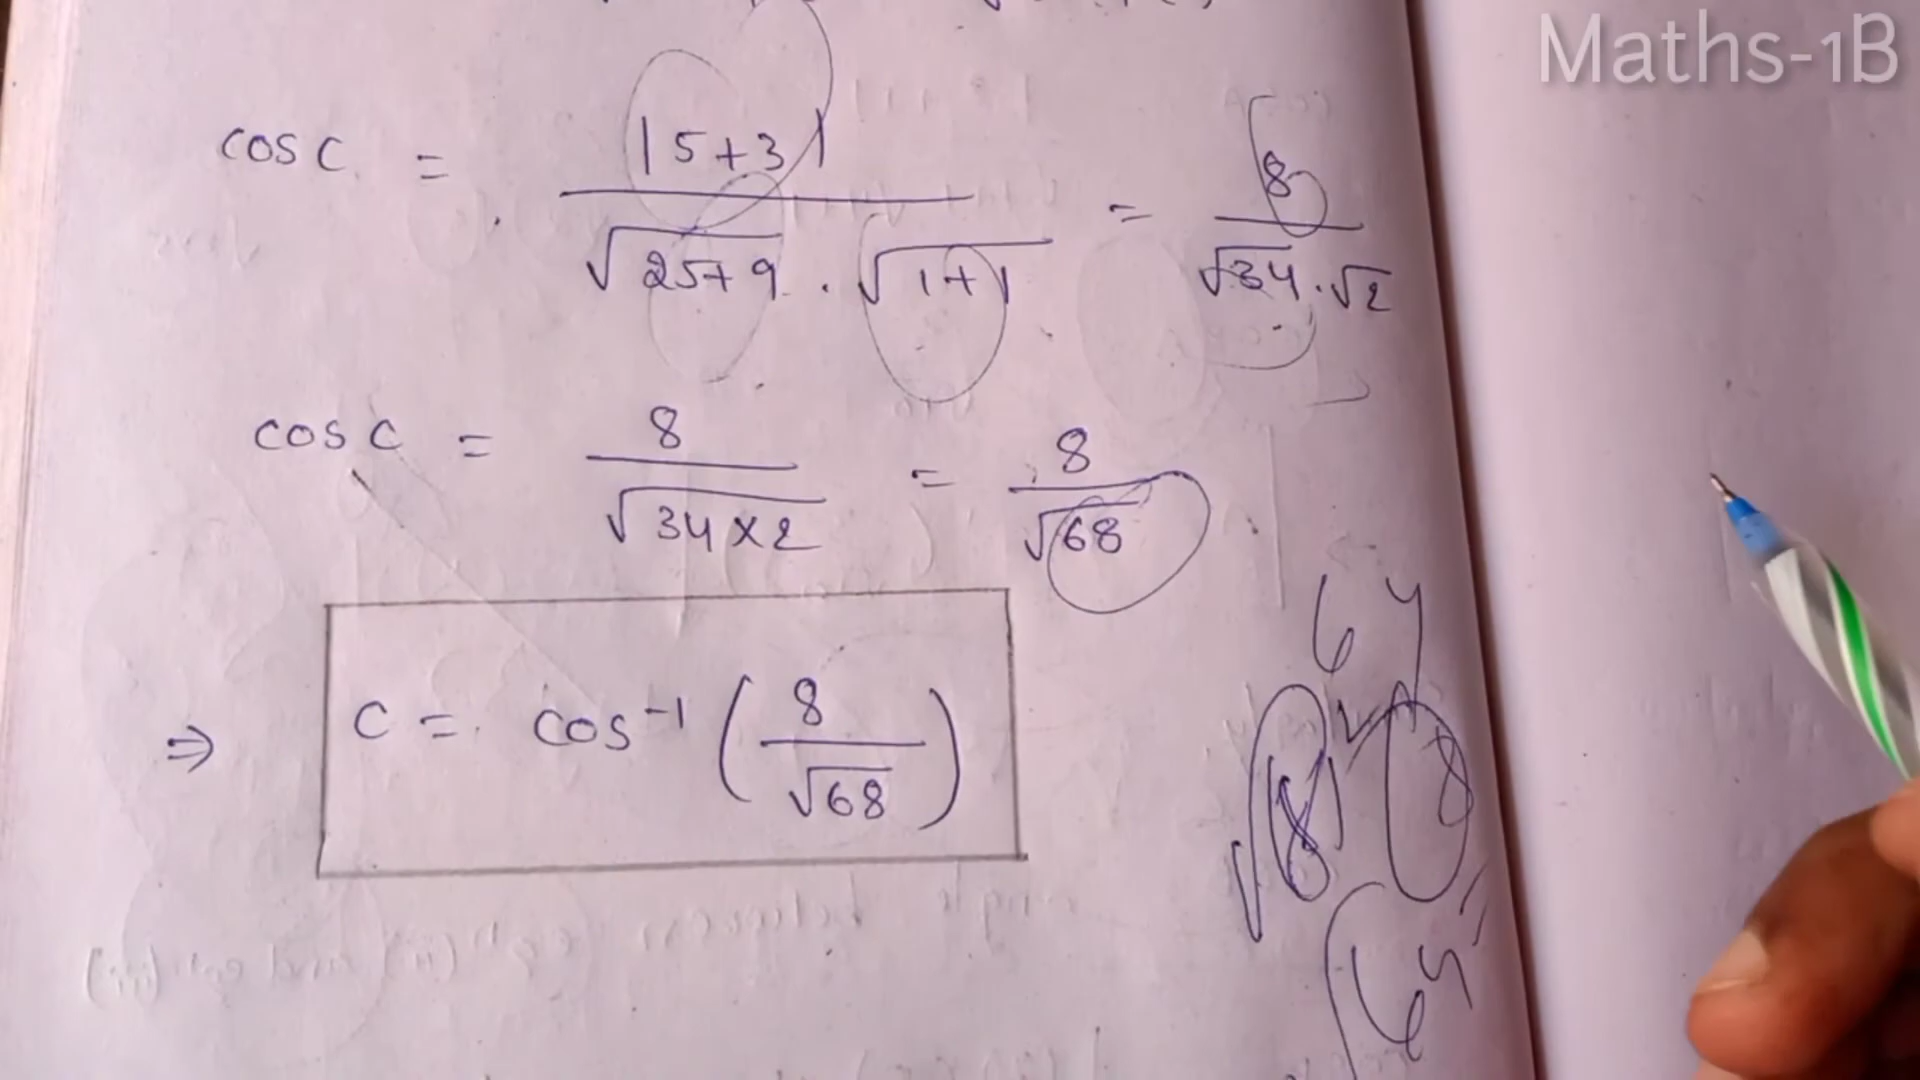 Maths-1B
cos C = |5+3| / √25+9 . √1+1 = 8 / √34 . √2
cos C = 8 / √34×2 = 8 / √68
⇒ C = cos⁻¹ (8 / √68)
64
√(8)² 8
√64